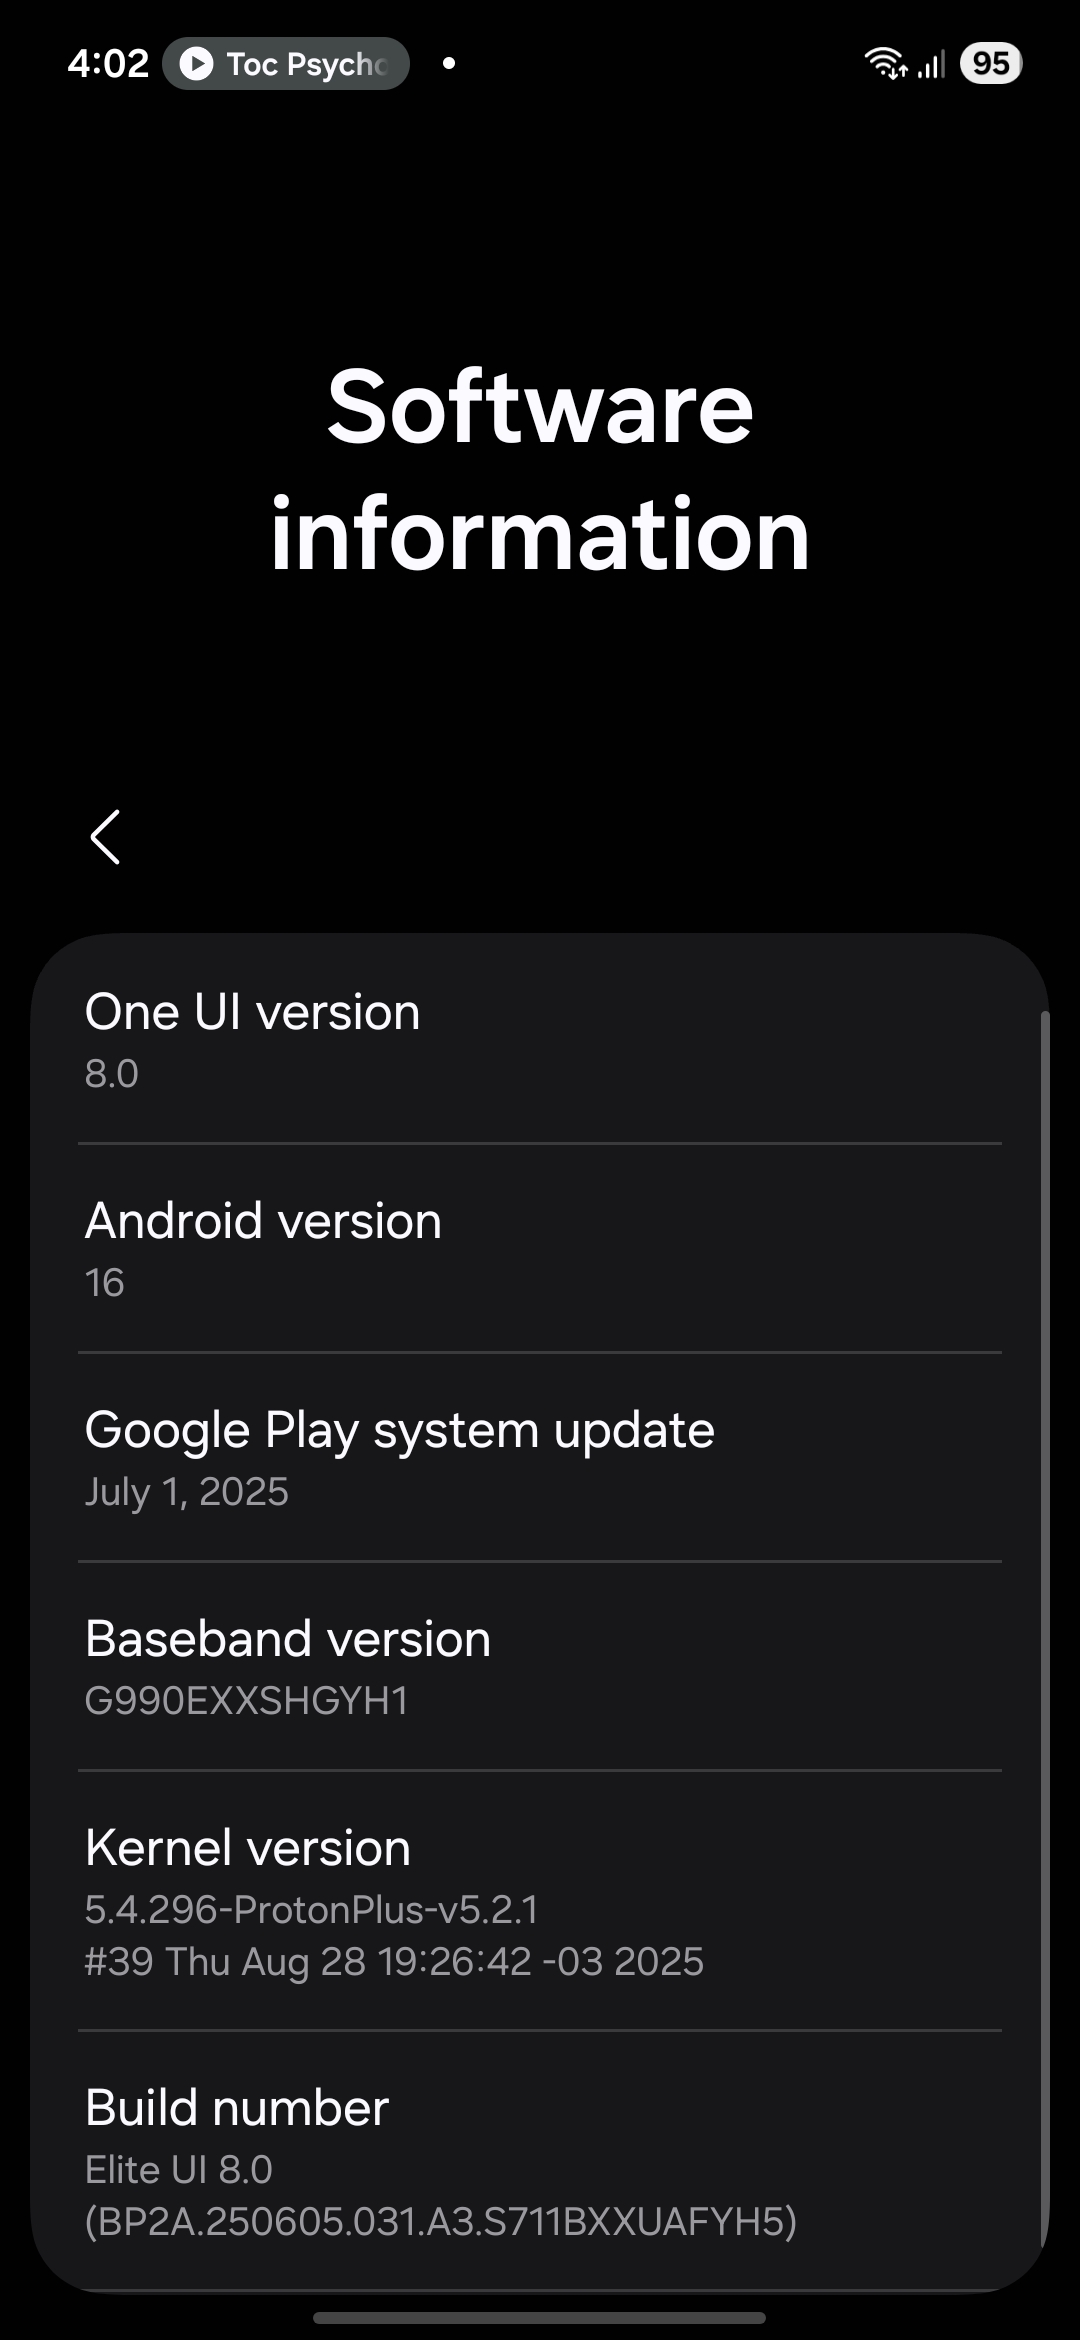 4:02 Toc Psycho 95
Software
information
One UI version
8.0
Android version
16
Google Play system update
July 1, 2025
Baseband version
G990EXXSHGYH1
Kernel version
5.4.296-ProtonPlus-v5.2.1
#39 Thu Aug 28 19:26:42 -03 2025
Build number
Elite UI 8.0
(BP2A.250605.031.A3.S711BXXUAFYH5)